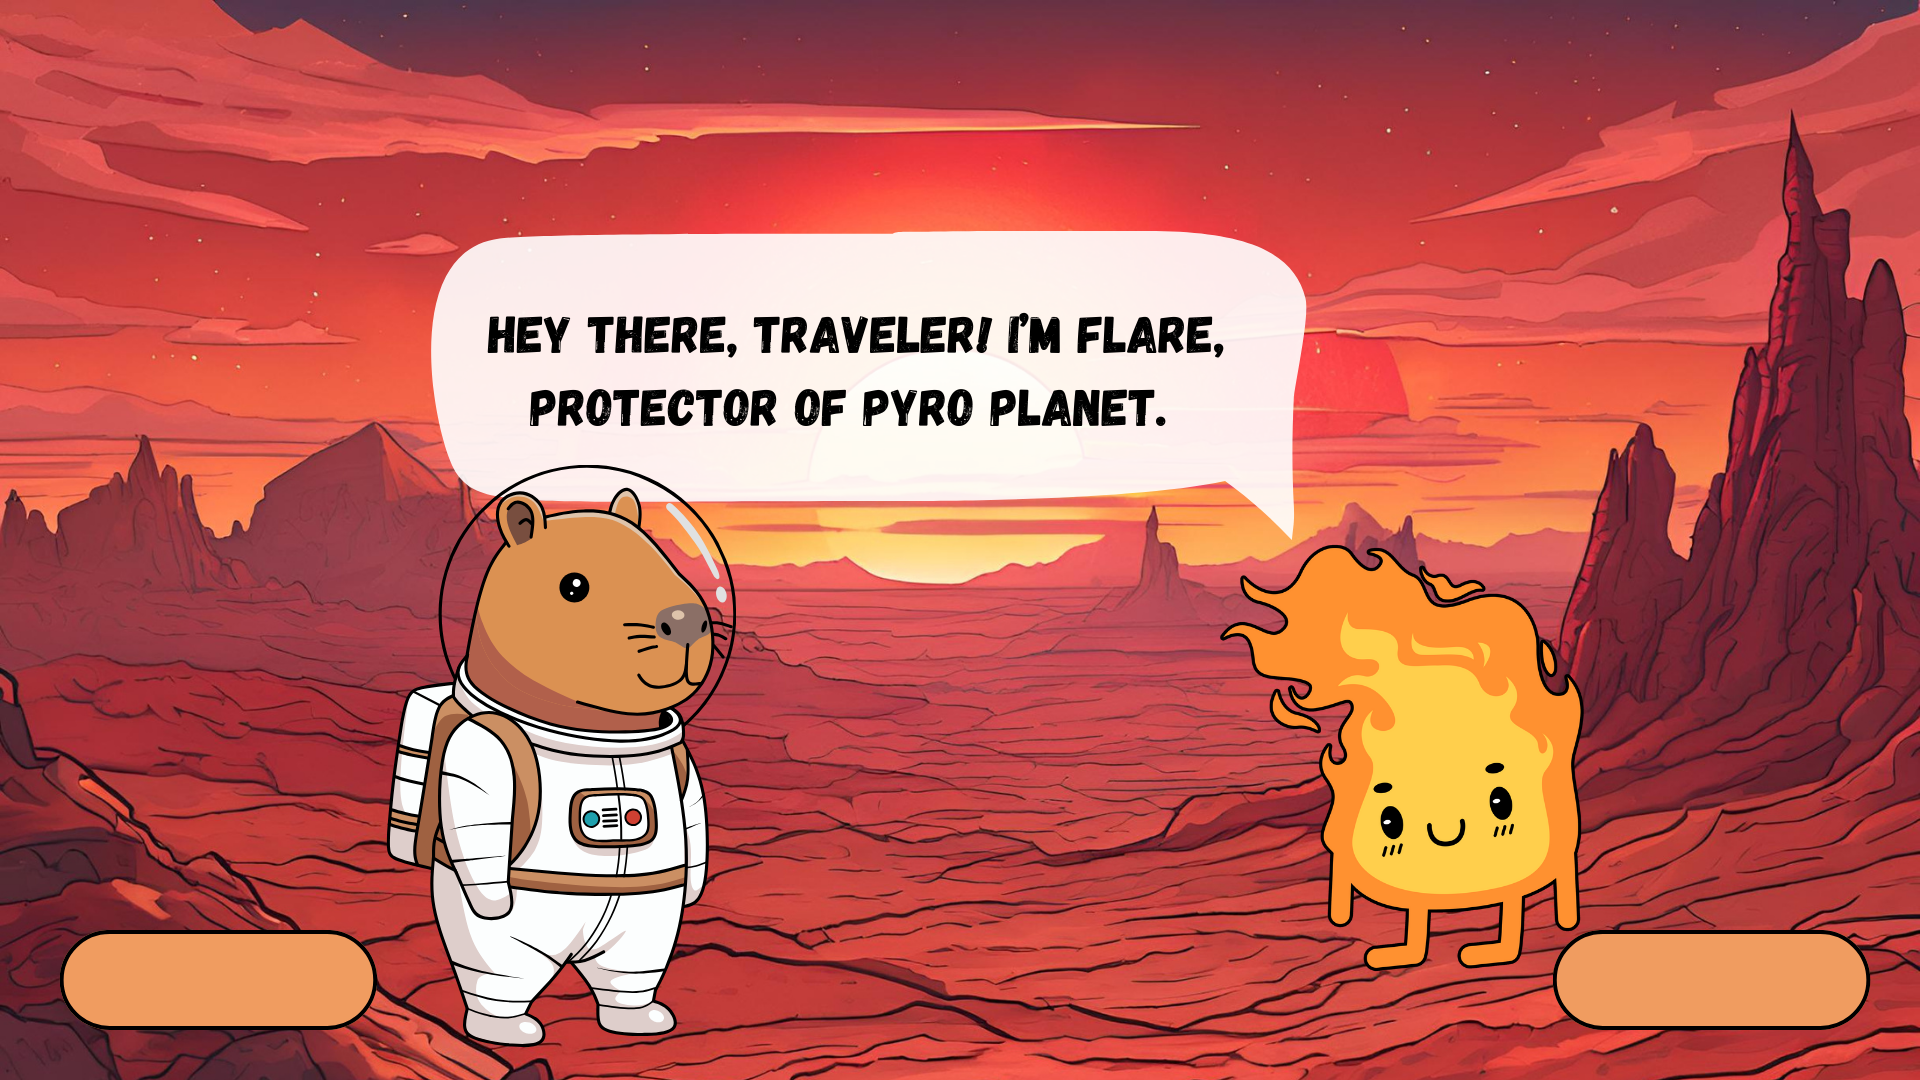 HEY THERE, TRAVELER! I'M FLARE,
PROTECTOR OF PYRO PLANET.